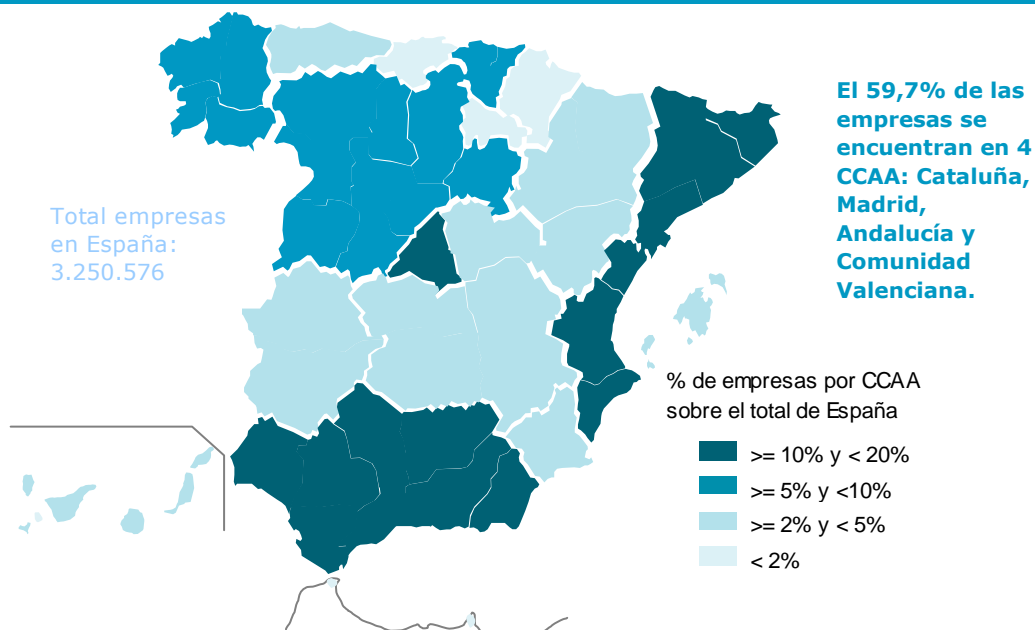 El 59,7% de las
empresas se
encuentran en 4
CCAA: Cataluña,
Madrid,
Andalucía y
Comunidad
Valenciana.
Total empresas
en España:
3.250.576
% de empresas por CCAA
sobre el total de España
>= 10% y < 20%
>= 5% y <10%
>= 2% y < 5%
< 2%